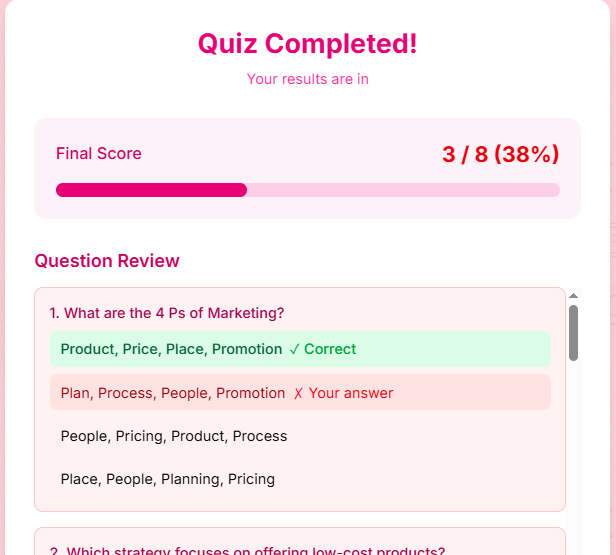 Quiz Completed!
Your results are in
Final Score
3 / 8 (38%)
Question Review
1. What are the 4 Ps of Marketing?
Product, Price, Place, Promotion ✓ Correct
Plan, Process, People, Promotion ✗ Your answer
People, Pricing, Product, Process
Place, People, Planning, Pricing
2. Which strategy focuses on offering low-cost products?